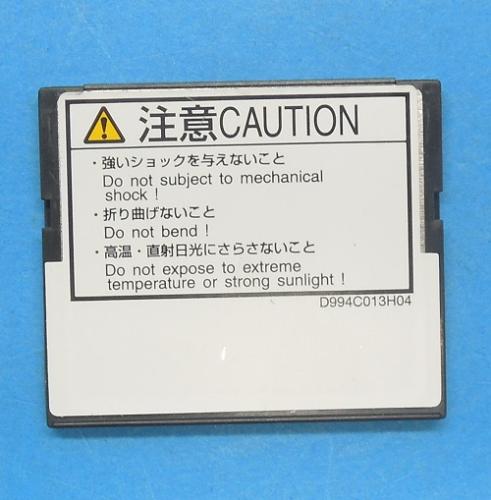 注意CAUTION
・強いショックを与えないこと
Do not subject to mechanical
shock !
・折り曲げないこと
Do not bend !
・高温・直射日光にさらさないこと
Do not expose to extreme
temperature or strong sunlight !
D994C013H04